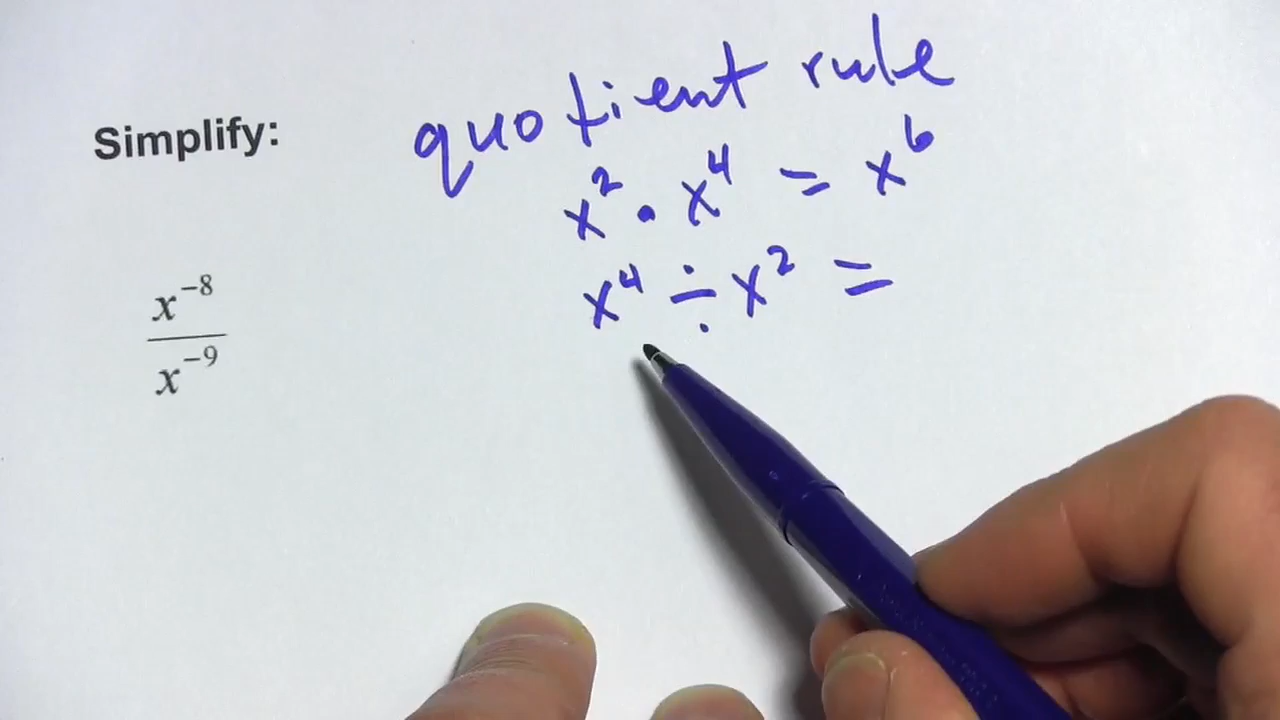 quotient rule
Simplify:
x² · x⁴ = x⁶
x⁴ ÷ x² =
x⁻⁸
x⁻⁹